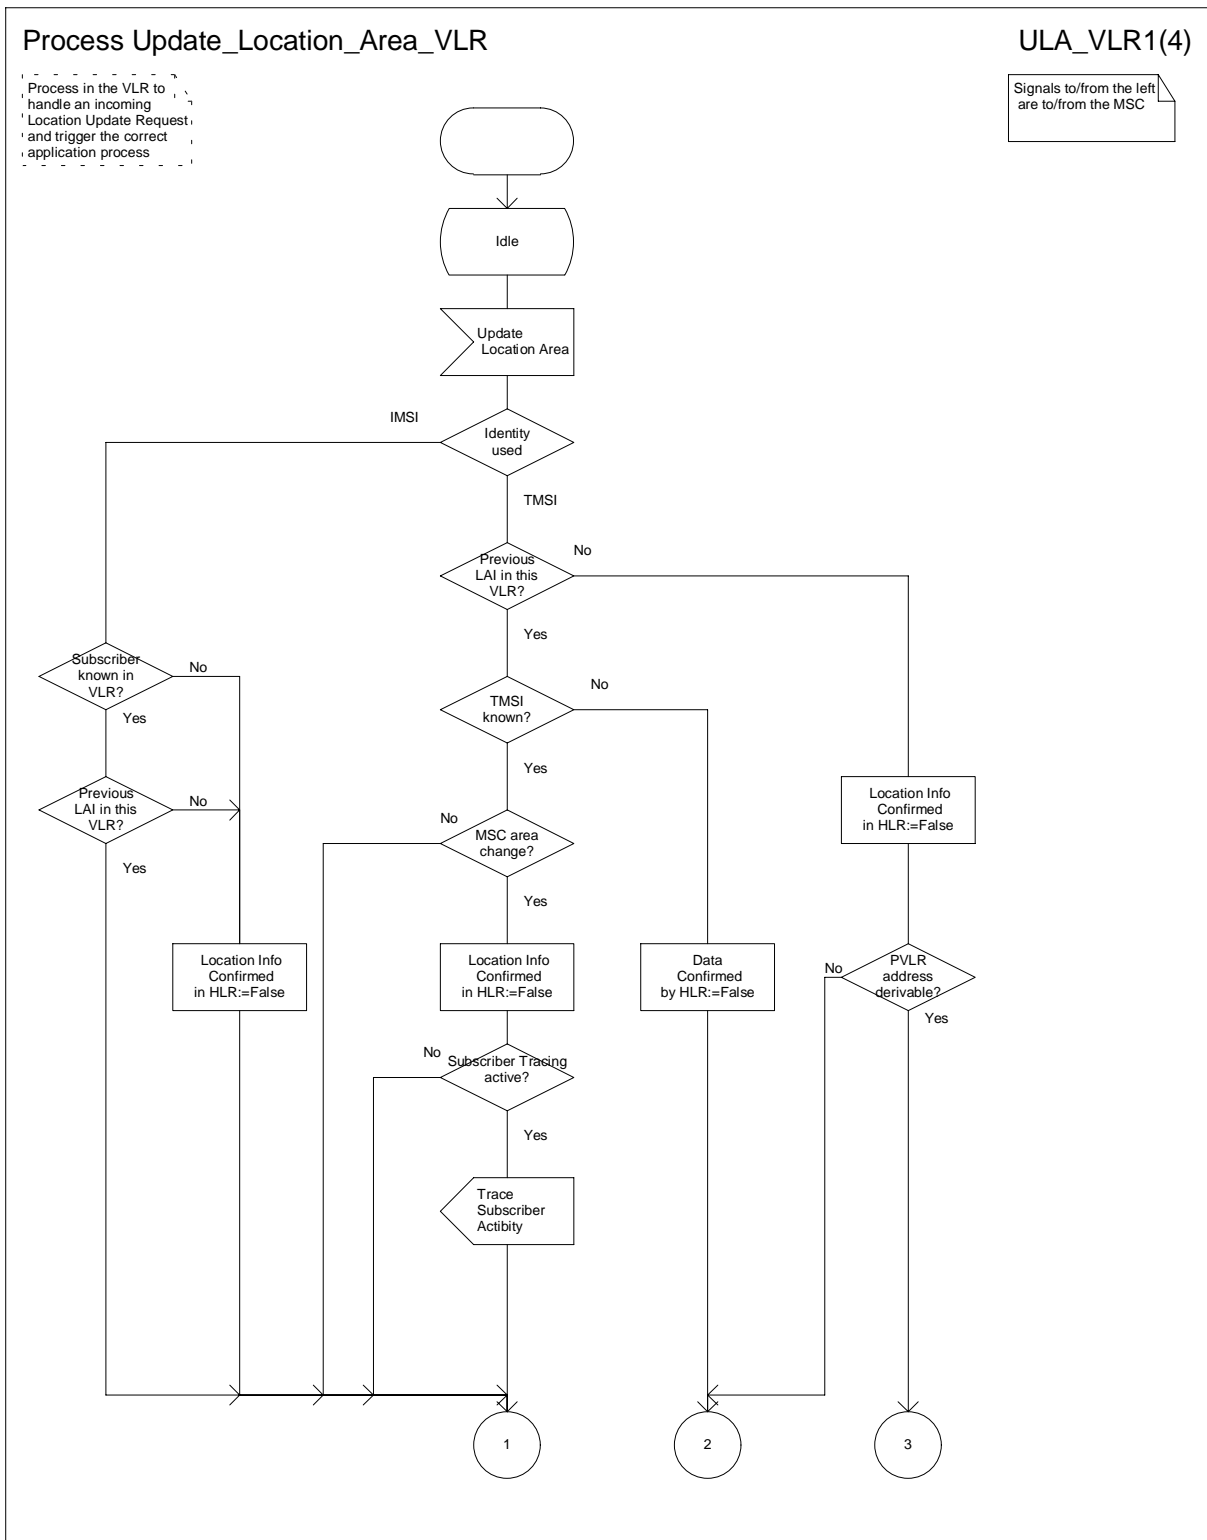 Process Update_Location_Area_VLR
ULA_VLR1(4)
Process in the VLR to
handle an incoming
Location Update Request
and trigger the correct
application process
Signals to/from the left
are to/from the MSC
Idle
Update
Location Area
IMSI
Identity
used
TMSI
No
Previous
LAI in this
VLR?
Yes
Subscriber
known in
VLR?
No
Yes
No
TMSI
known?
Yes
Previous
LAI in this
VLR?
No
Yes
No
MSC area
change?
Yes
Location Info
Confirmed
in HLR:=False
Location Info
Confirmed
in HLR:=False
Location Info
Confirmed
in HLR:=False
Data
Confirmed
by HLR:=False
No
PVLR
address
derivable?
Yes
No
Subscriber Tracing
active?
Yes
Trace
Subscriber
Actibity
1
2
3